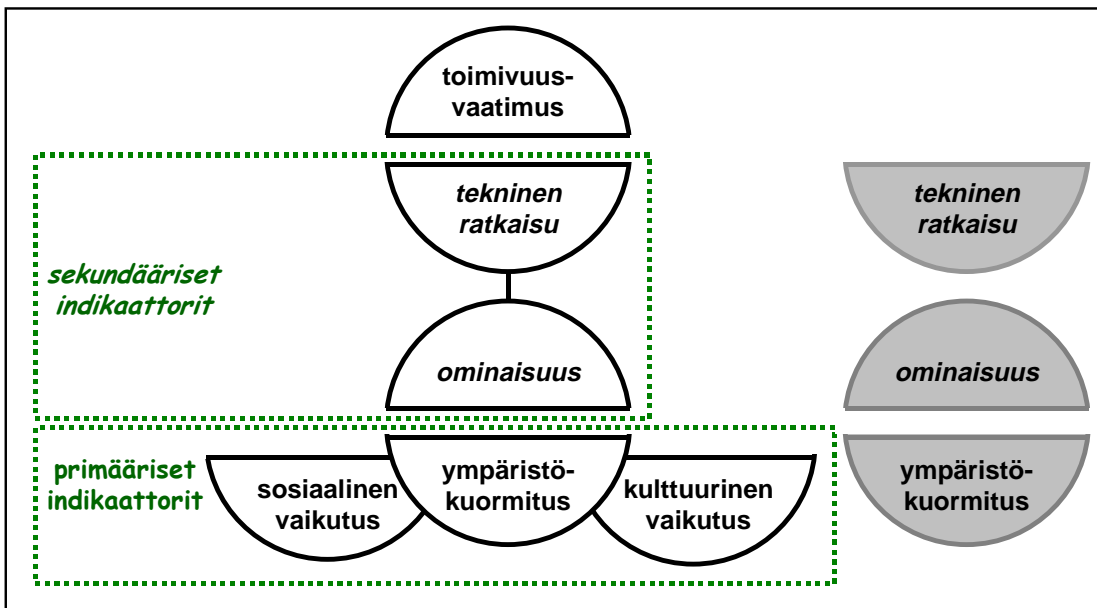 toimivuus-
vaatimus
tekninen
ratkaisu
sekundääriset
indikaattorit
ominaisuus
primääriset
indikaattorit
sosiaalinen
vaikutus
ympäristö-
kuormitus
kulttuurinen
vaikutus
tekninen
ratkaisu
ominaisuus
ympäristö-
kuormitus